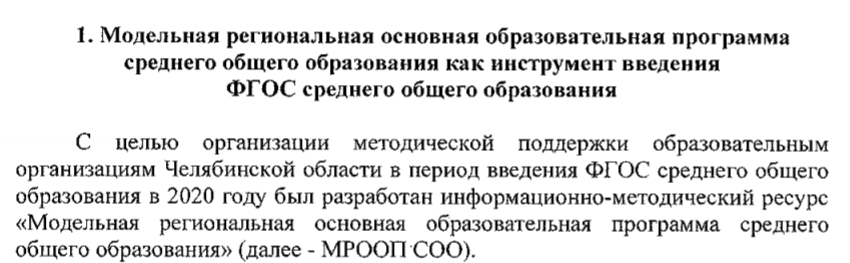 1. Модельная региональная основная образовательная программа
среднего общего образования как инструмент введения
ФГОС среднего общего образования
С целью организации методической поддержки образовательным
организациям Челябинской области в период введения ФГОС среднего общего
образования в 2020 году был разработан информационно-методический ресурс
«Модельная региональная основная образовательная программа среднего
общего образования» (далее - МРООП СОО).